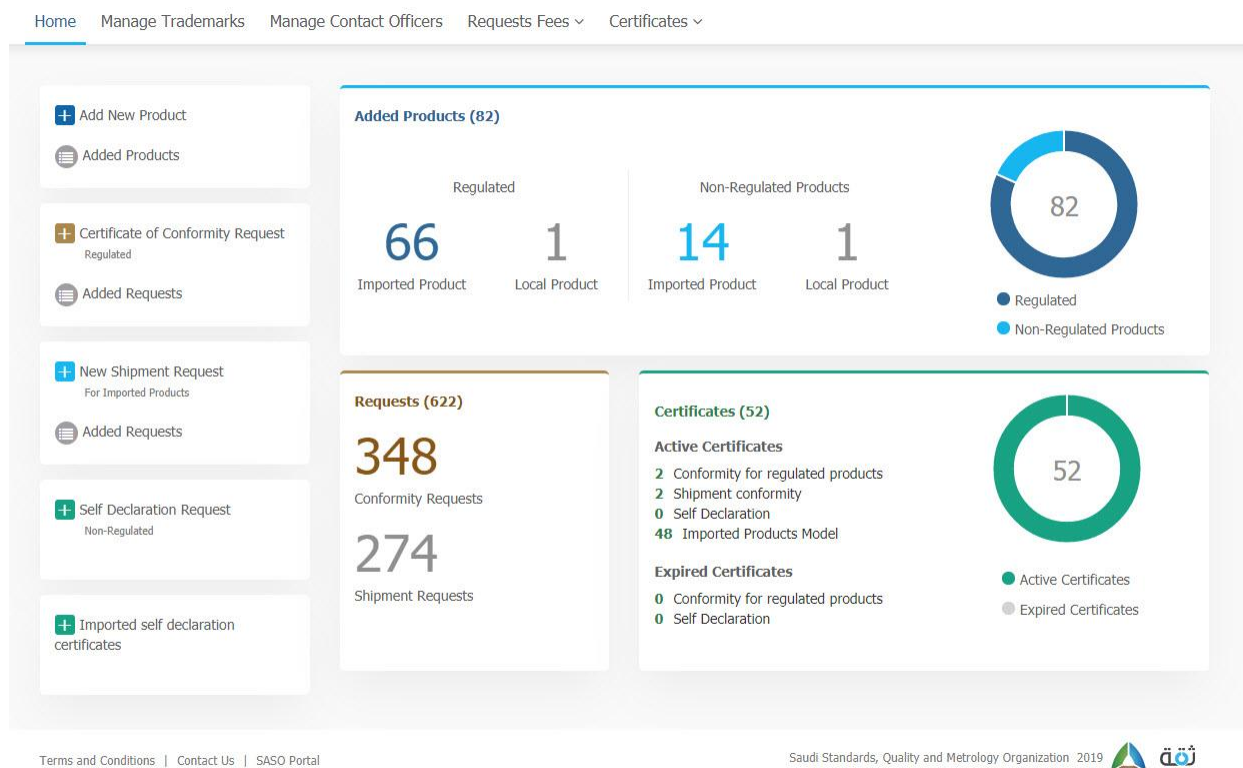 Home Manage Trademarks Manage Contact Officers Requests Fees Certificates
Add New Product
Added Products
Certificate of Conformity Request
Regulated
Added Requests
New Shipment Request
For Imported Products
Added Requests
Self Declaration Request
Non-Regulated
Imported self declaration
certificates
Added Products (82)
Regulated
66
Imported Product
1
Local Product
Non-Regulated Products
14
Imported Product
1
Local Product
82
Regulated
Non-Regulated Products
Requests (622)
348
Conformity Requests
274
Shipment Requests
Certificates (52)
Active Certificates
2 Conformity for regulated products
2 Shipment conformity
0 Self Declaration
48 Imported Products Model
Expired Certificates
0 Conformity for regulated products
0 Self Declaration
52
Active Certificates
Expired Certificates
Terms and Conditions | Contact Us | SASO Portal
Saudi Standards, Quality and Metrology Organization 2019
ثقة